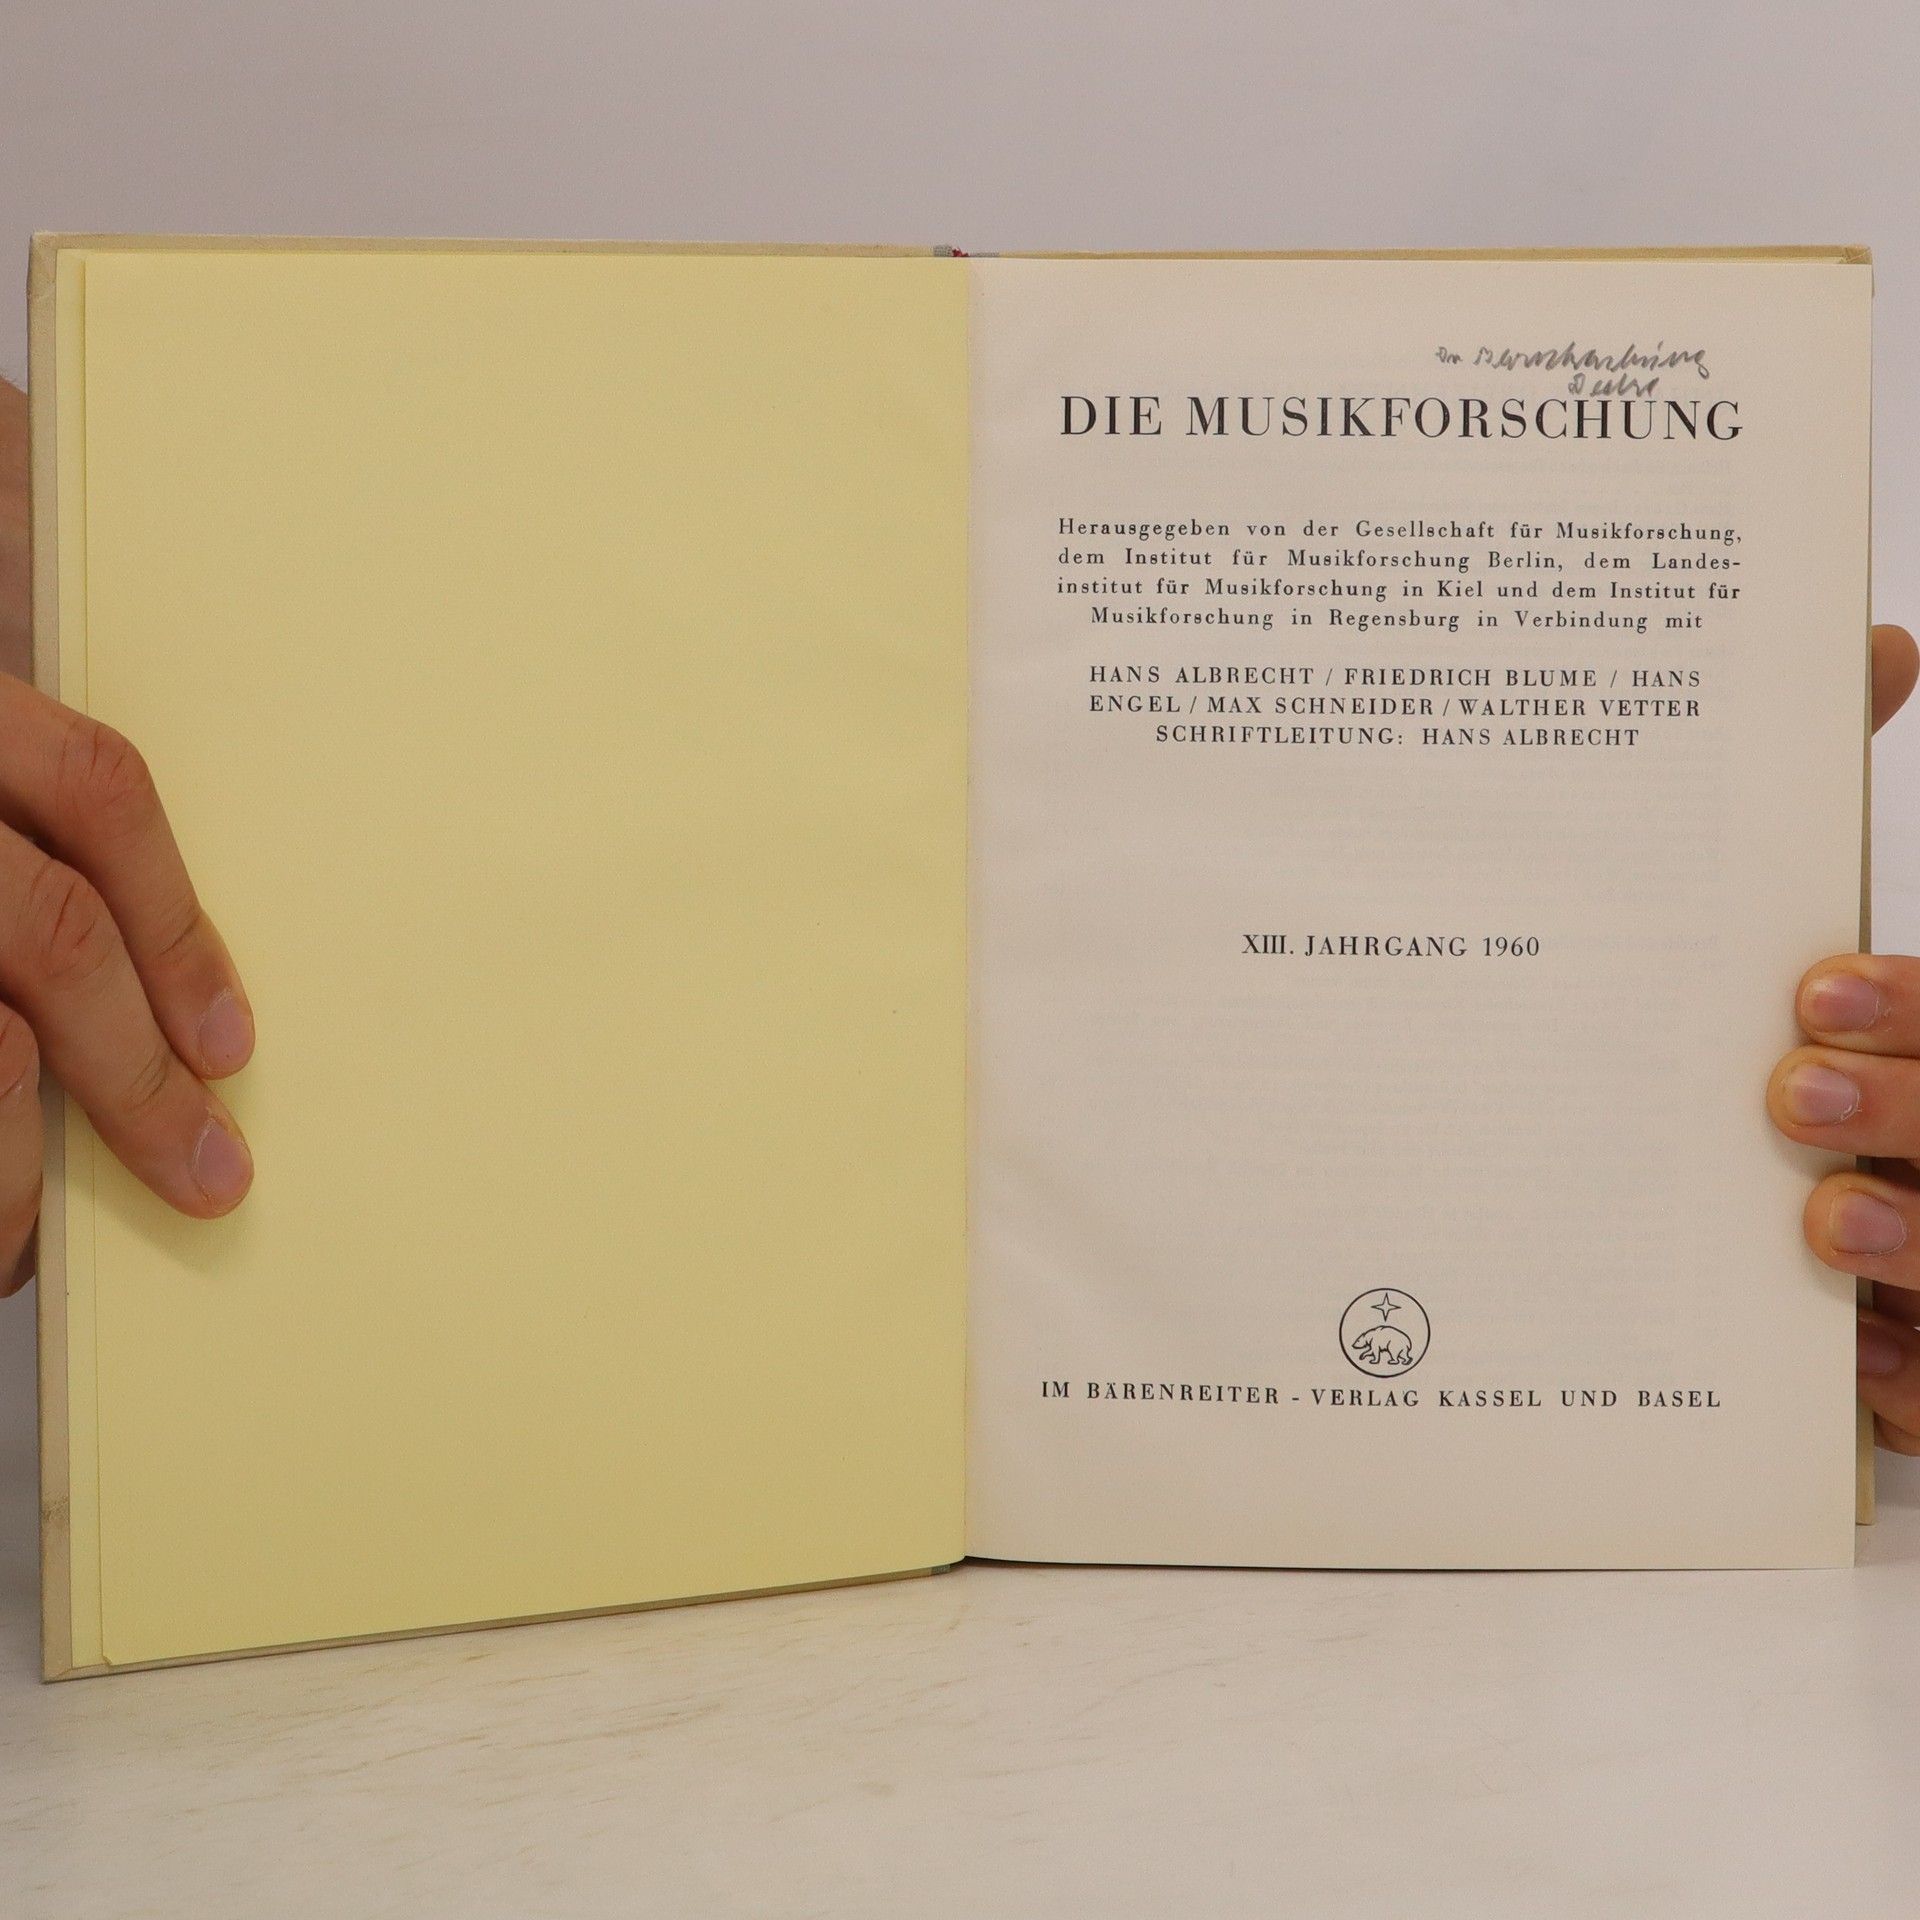 DIE MUSIKFORSCHUNG
Herausgegeben von der Gesellschaft für Musikforschung,
dem Institut für Musikforschung Berlin, dem Landes-
institut für Musikforschung in Kiel und dem Institut für
Musikforschung in Regensburg in Verbindung mit
HANS ALBRECHT / FRIEDRICH BLUME / HANS
ENGEL / MAX SCHNEIDER / WALTHER VETTER
SCHRIFTLEITUNG: HANS ALBRECHT
XIII. JAHRGANG 1960
IM BÄRENREITER - VERLAG KASSEL UND BASEL